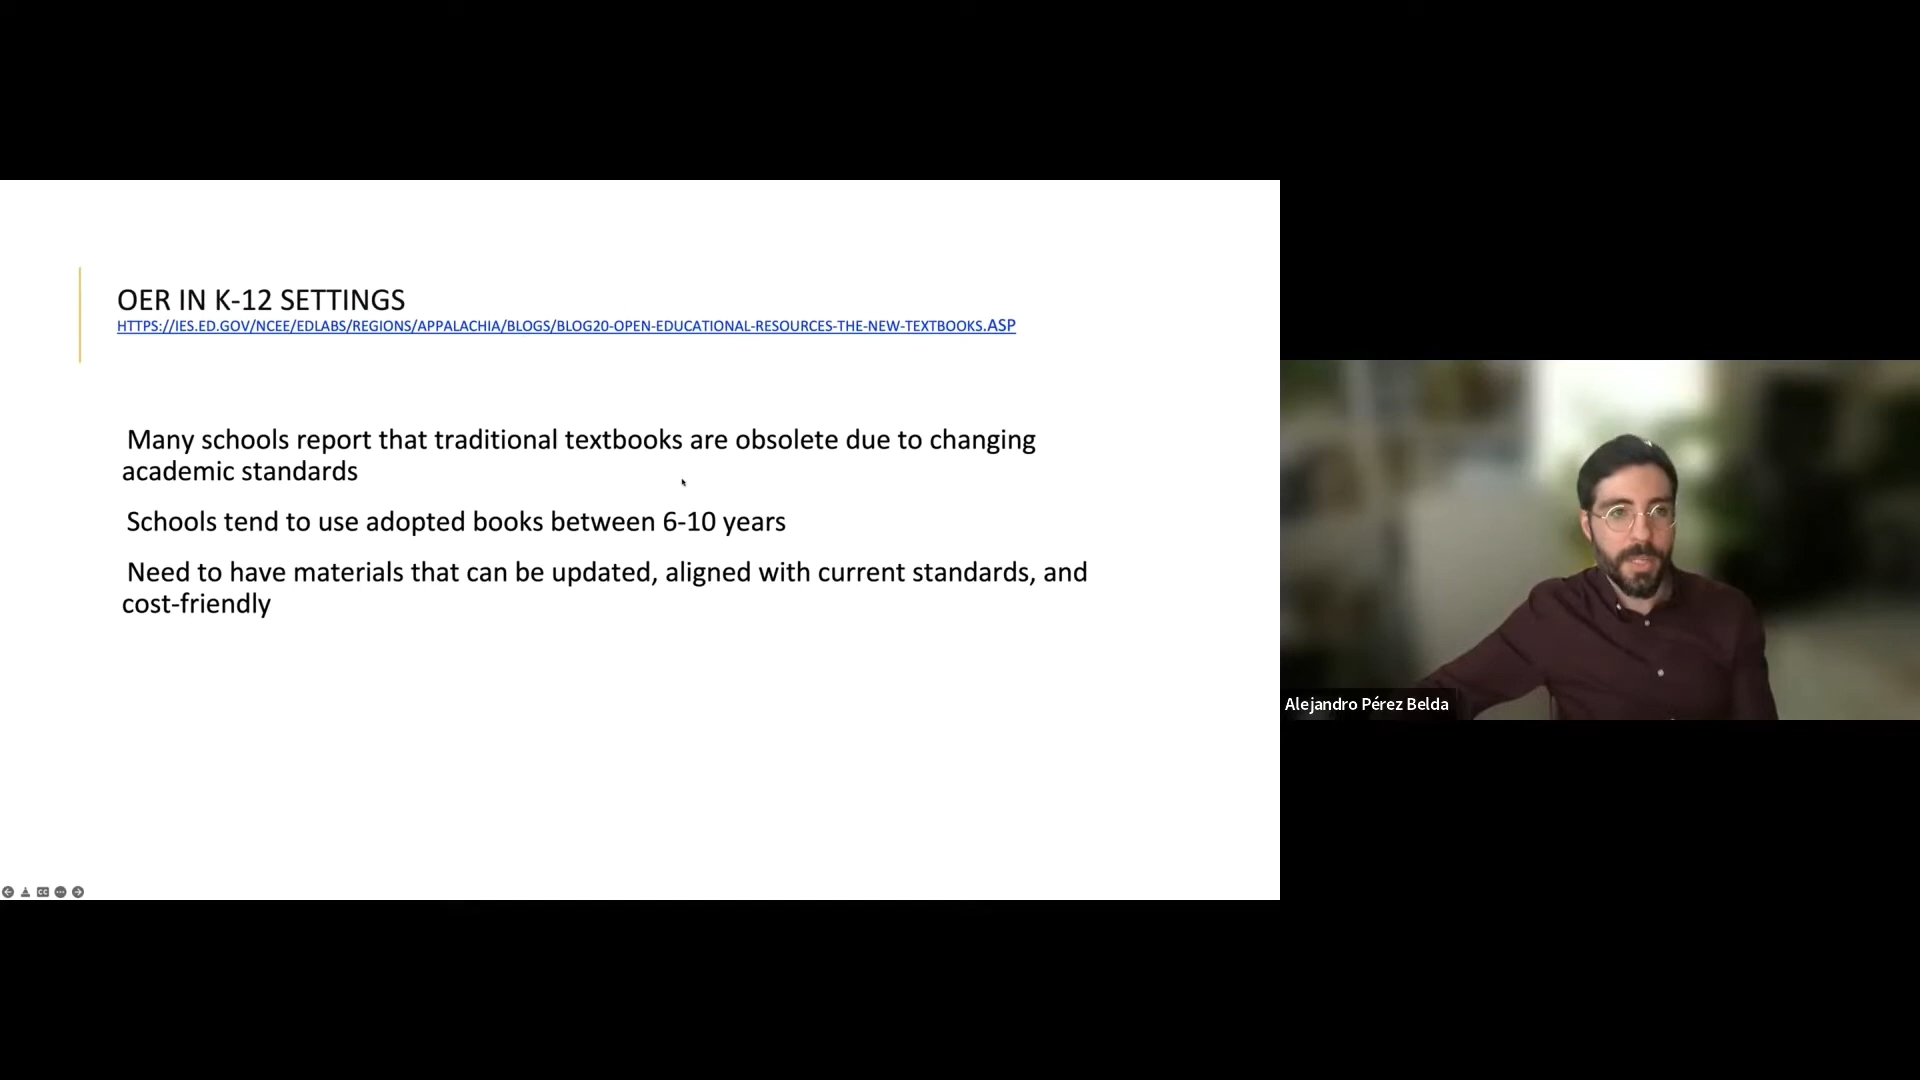 OER IN K-12 SETTINGS
HTTPS://IES.ED.GOV/NCEE/EDLABS/REGIONS/APPALACHIA/BLOGS/BLOG20-OPEN-EDUCATIONAL-RESOURCES-THE-NEW-TEXTBOOKS.ASP
Many schools report that traditional textbooks are obsolete due to changing
academic standards
Schools tend to use adopted books between 6-10 years
Need to have materials that can be updated, aligned with current standards, and
cost-friendly
CC
Alejandro Pérez Belda